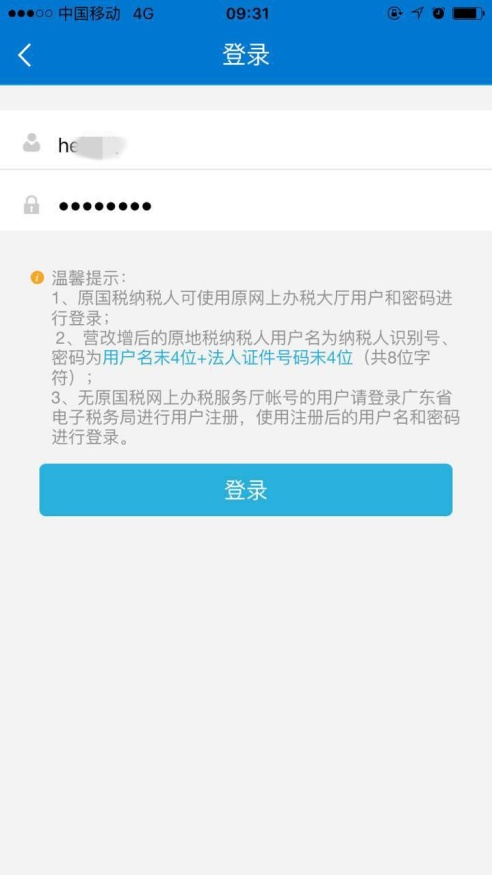 中国移动 4G 09:31
登录
he
••••••••
温馨提示：
1、原国税纳税人可使用原网上办税大厅用户和密码进
行登录；
2、营改增后的原地税纳税人用户名为纳税人识别号、
密码为用户名末4位+法人证件号码末4位（共8位字
符）；
3、无原国税网上办税服务厅帐号的用户请登录广东省
电子税务局进行用户注册，使用注册后的用户名和密码
进行登录。
登录